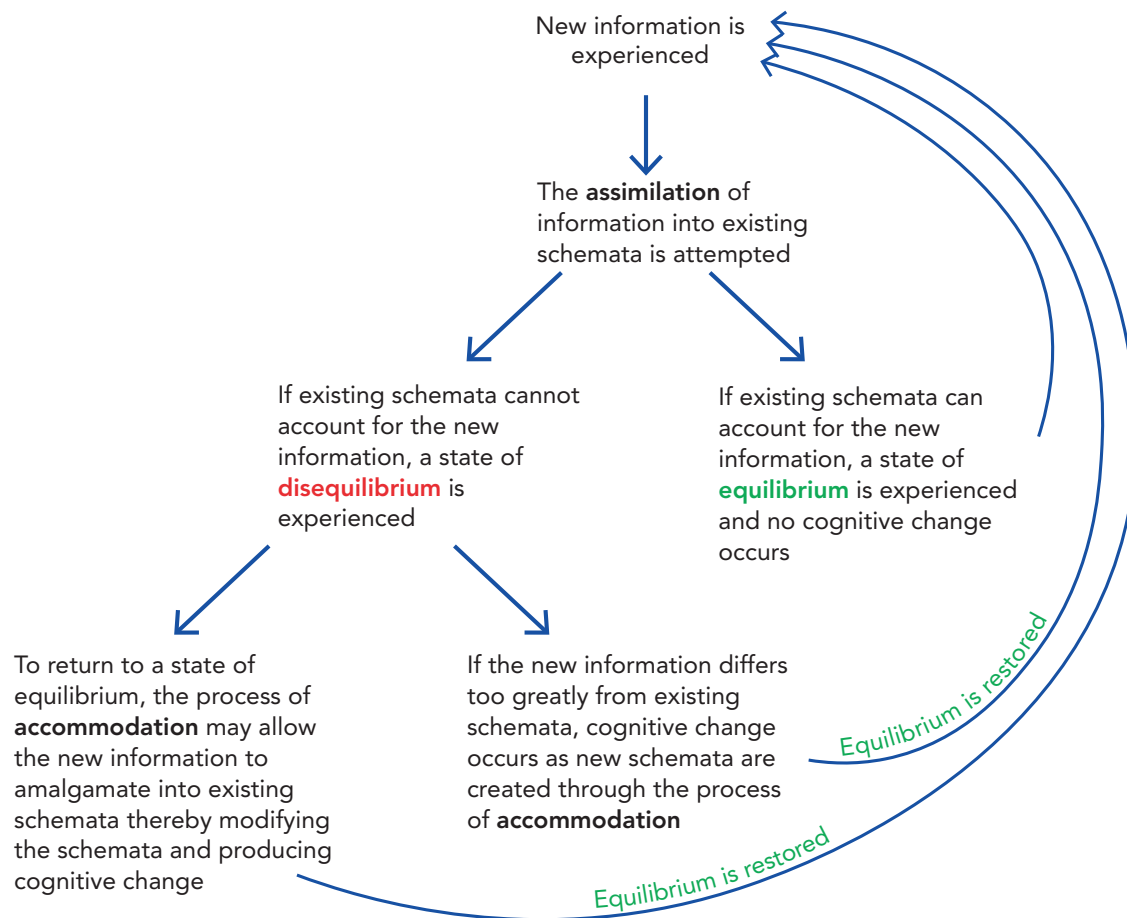 New information is
experienced
The assimilation of
information into existing
schemata is attempted
If existing schemata cannot
account for the new
information, a state of
disequilibrium is
experienced
If existing schemata can
account for the new
information, a state of
equilibrium is experienced
and no cognitive change
occurs
To return to a state of
equilibrium, the process of
accommodation may allow
the new information to
amalgamate into existing
schemata thereby modifying
the schemata and producing
cognitive change
If the new information differs
too greatly from existing
schemata, cognitive change
occurs as new schemata are
created through the process
of accommodation
Equilibrium is restored
Equilibrium is restored